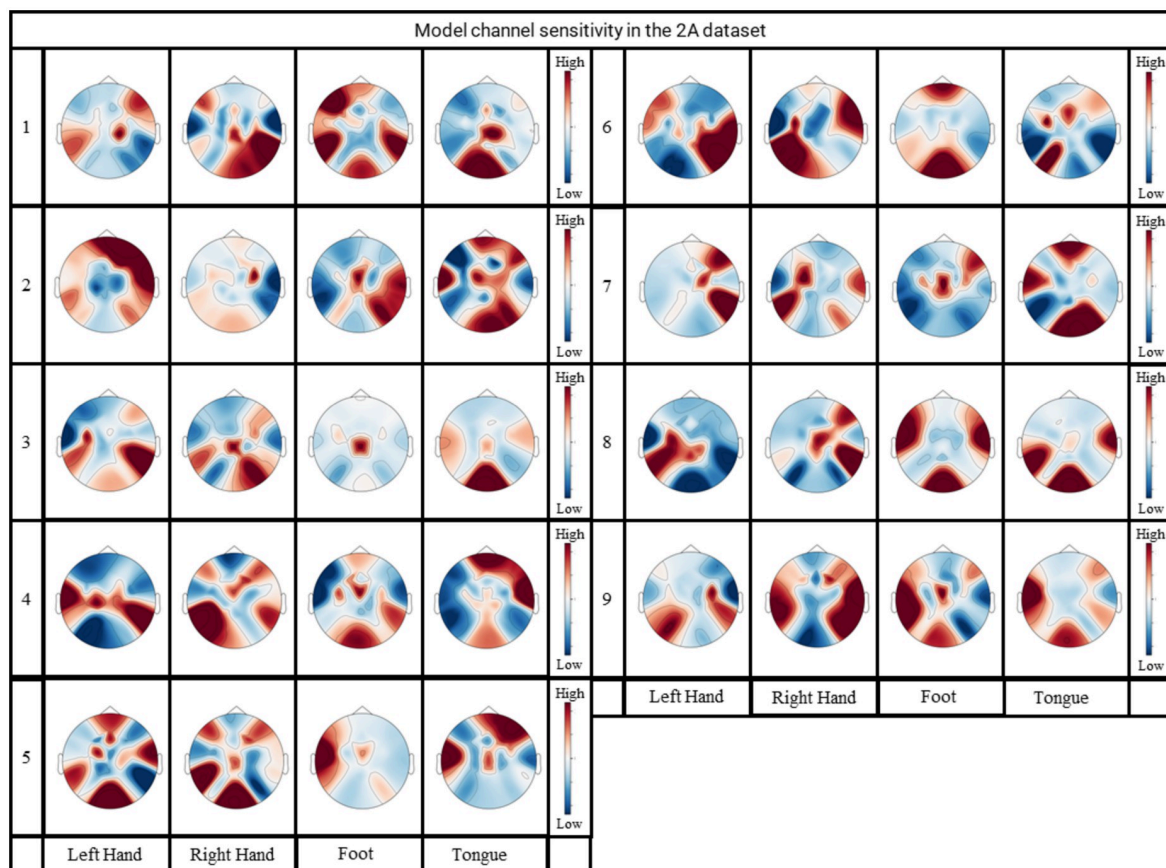 Model channel sensitivity in the 2A dataset
1
High
Low
6
High
Low
2
High
Low
7
High
Low
3
High
Low
8
High
Low
4
High
Low
9
High
Low
Left Hand Right Hand Foot Tongue
5
High
Low
Left Hand Right Hand Foot Tongue